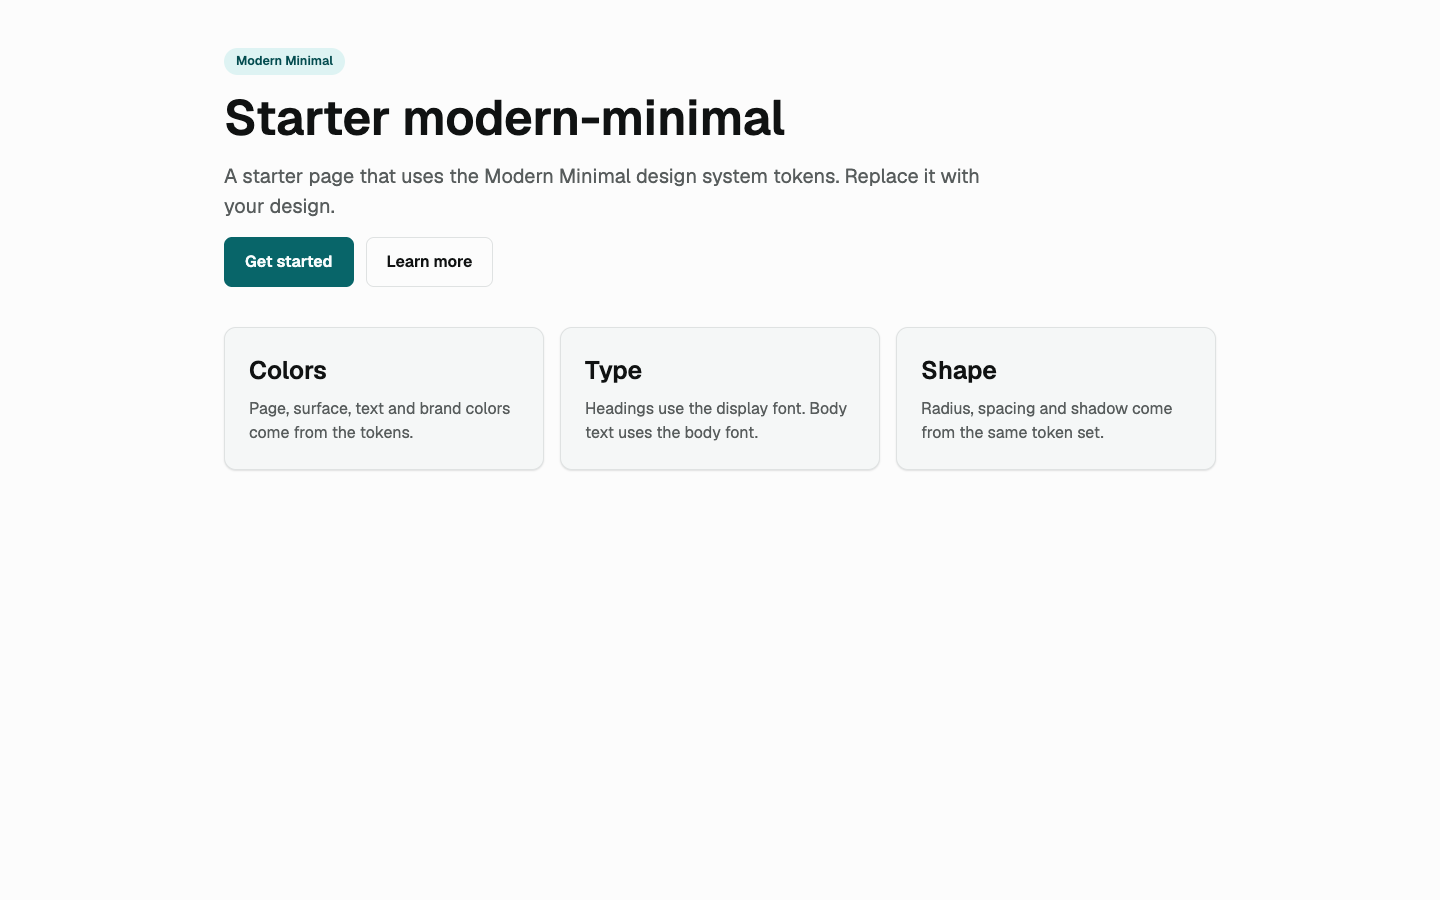 Modern Minimal
Starter modern-minimal
A starter page that uses the Modern Minimal design system tokens. Replace it with
your design.
Get started
Learn more
Colors
Page, surface, text and brand colors
come from the tokens.
Type
Headings use the display font. Body
text uses the body font.
Shape
Radius, spacing and shadow come
from the same token set.